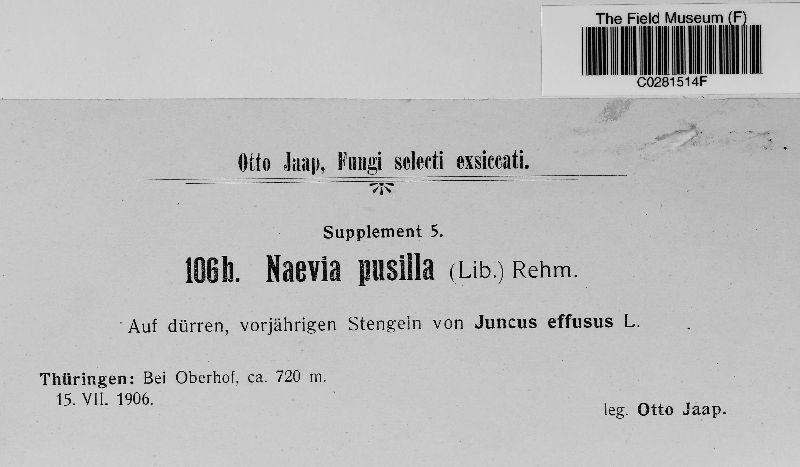 The Field Museum (F)
C0281514F
Otto Jaap, Fungi selecti exsiccati.
Supplement 5.
106b. Naevia pusilla (Lib.) Rehm.
Auf dürren, vorjährigen Stengeln von Juncus effusus L.
Thüringen: Bei Oberhof, ca. 720 m.
15. VII. 1906.
leg. Otto Jaap.